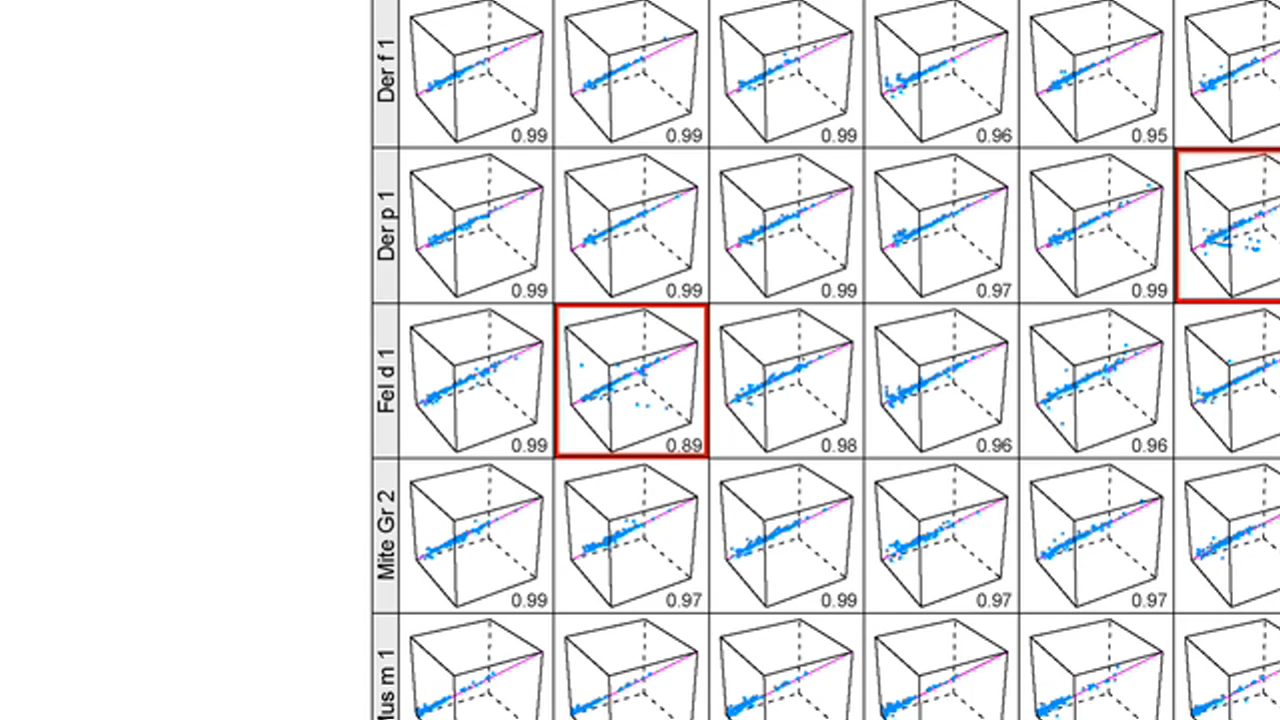 Der f 1
0.99 0.99 0.99 0.96 0.95
Der p 1
0.99 0.99 0.99 0.97 0.99
Fel d 1
0.99 0.89 0.98 0.96 0.96
Mite Gr 2
0.99 0.97 0.99 0.97 0.97
Mus m 1